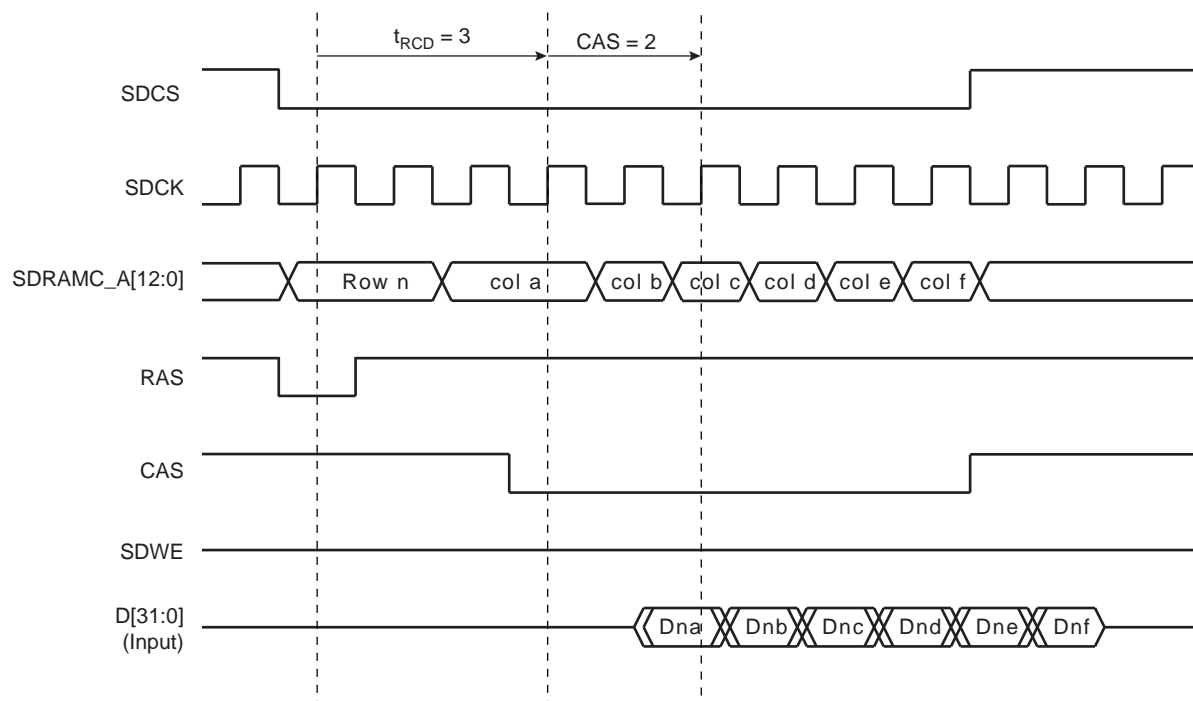 tRCD = 3 CAS = 2
SDCS
SDCK
SDRAMC_A[12:0] Row n col a col b col c col d col e col f
RAS
CAS
SDWE
D[31:0]
(Input) Dna Dnb Dnc Dnd Dne Dnf